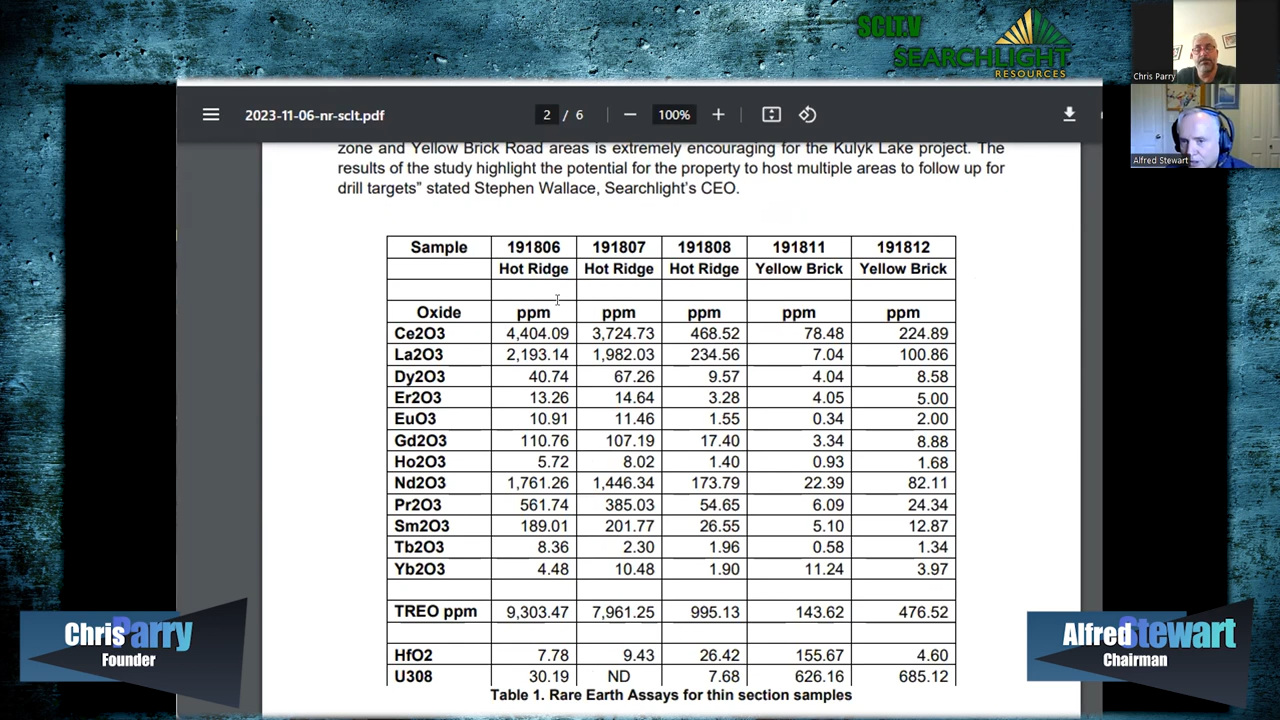 SCLT.V
SEARCHLIGHT
RESOURCES
Chris Parry
Alfred Stewart
2023-11-06-nr-sclt.pdf 2 / 6 100%
zone and Yellow Brick Road areas is extremely encouraging for the Kulyk Lake project. The
results of the study highlight the potential for the property to host multiple areas to follow up for
drill targets” stated Stephen Wallace, Searchlight’s CEO.
Sample 191806 191807 191808 191811 191812
Hot Ridge Hot Ridge Hot Ridge Yellow Brick Yellow Brick
Oxide ppm ppm ppm ppm ppm
Ce2O3 4,404.09 3,724.73 468.52 78.48 224.89
La2O3 2,193.14 1,982.03 234.56 7.04 100.86
Dy2O3 40.74 67.26 9.57 4.04 8.58
Er2O3 13.26 14.64 3.28 4.05 5.00
EuO3 10.91 11.46 1.55 0.34 2.00
Gd2O3 110.76 107.19 17.40 3.34 8.88
Ho2O3 5.72 8.02 1.40 0.93 1.68
Nd2O3 1,761.26 1,446.34 173.79 22.39 82.11
Pr2O3 561.74 385.03 54.65 6.09 24.34
Sm2O3 189.01 201.77 26.55 5.10 12.87
Tb2O3 8.36 2.30 1.96 0.58 1.34
Yb2O3 4.48 10.48 1.90 11.24 3.97
TREO ppm 9,303.47 7,961.25 995.13 143.62 476.52
HfO2 7.78 9.43 26.42 155.67 4.60
U308 30.19 ND 7.68 626.16 685.12
Table 1. Rare Earth Assays for thin section samples
Chris Parry
Founder
Alfred Stewart
Chairman